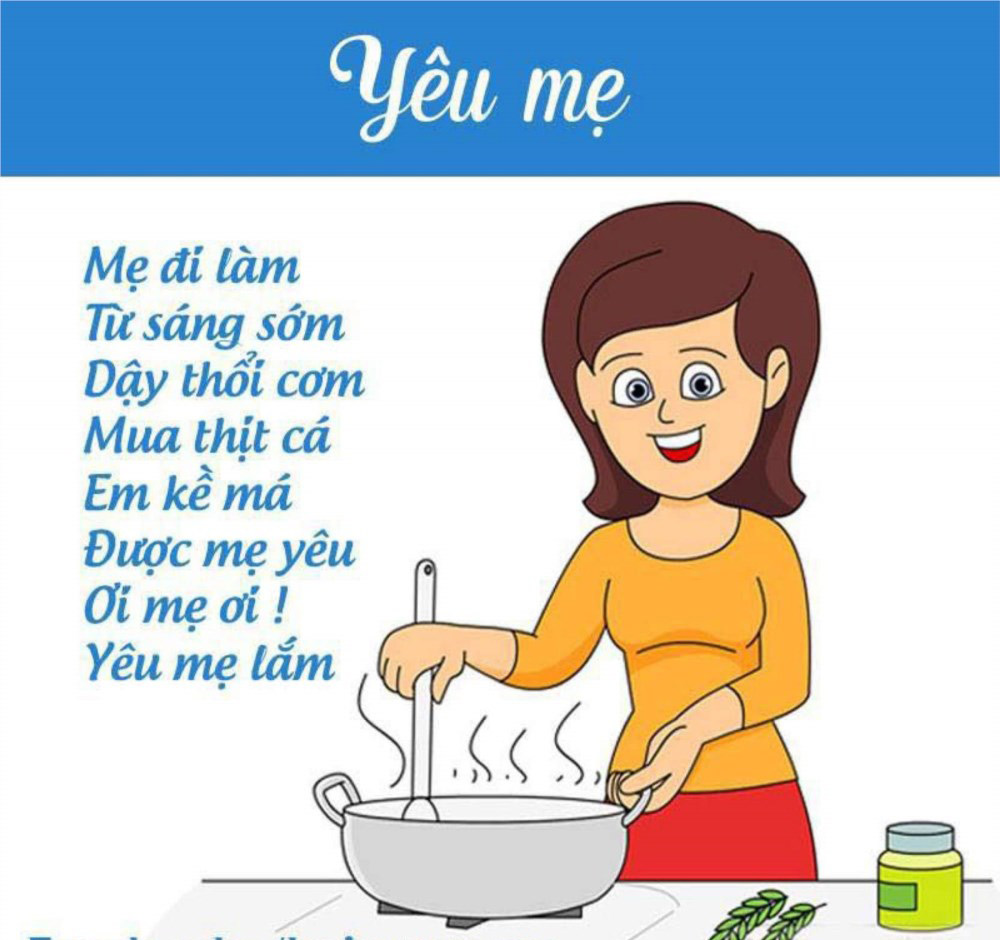 Yêu mẹ
Mẹ đi làm
Từ sáng sớm
Dậy thổi cơm
Mua thịt cá
Em kề má
Được mẹ yêu
Ơi mẹ ơi !
Yêu mẹ lắm